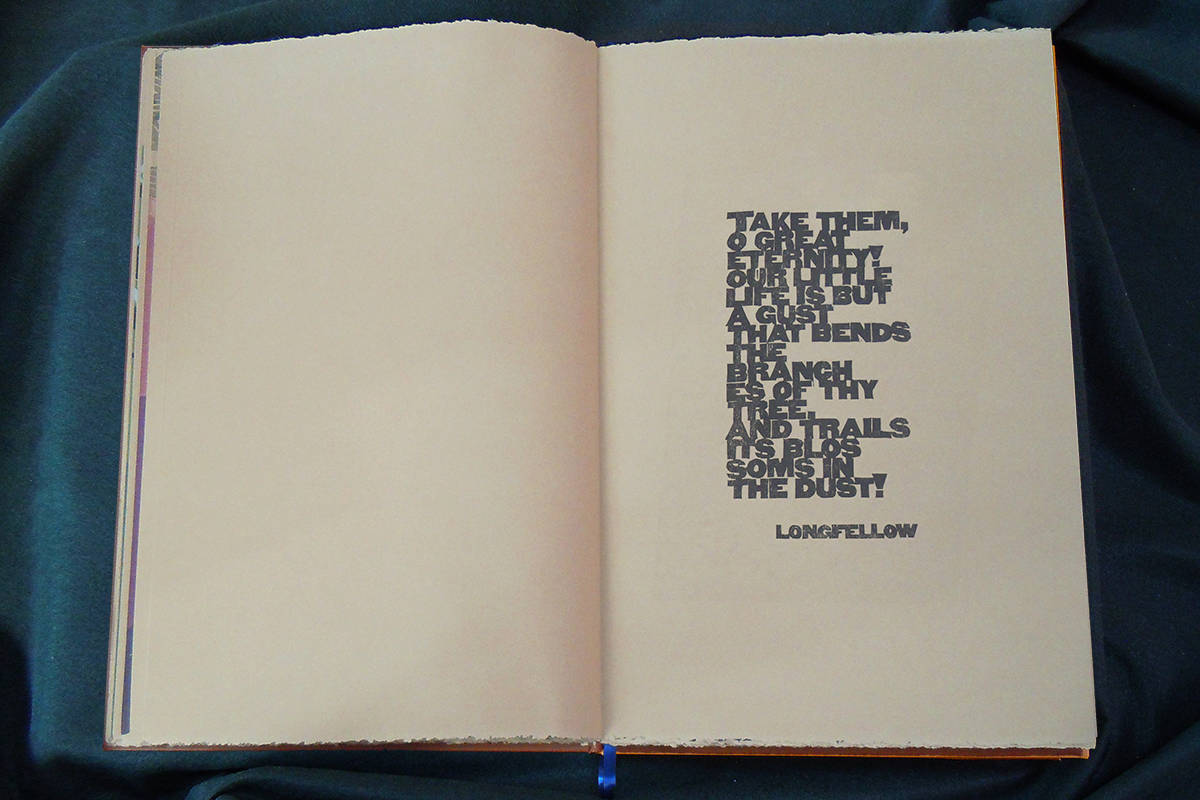 TAKE THEM,
O GREAT
ETERNITY!
OUR LITTLE
LIFE IS BUT
A GUST
THAT BENDS
THE
BRANCH
ES OF THY
TREE,
AND TRAILS
ITS BLOS
SOMS IN
THE DUST!
LONGFELLOW